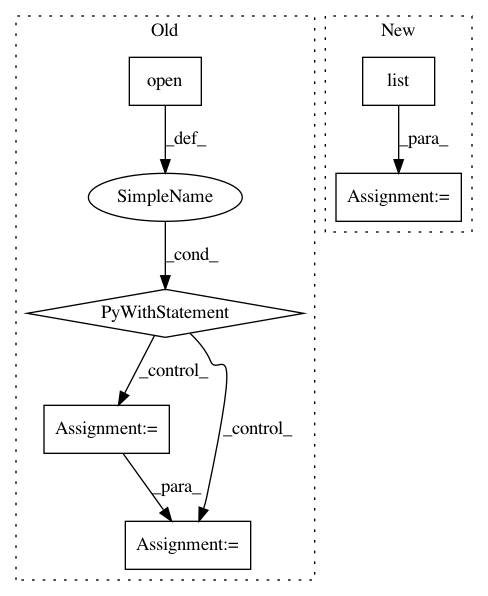 Old
New
open
list
_def_
_para_
SimpleName
Assignment:=
_cond_
PyWithStatement
_control_
_control_
Assignment:=
_para_
Assignment:=